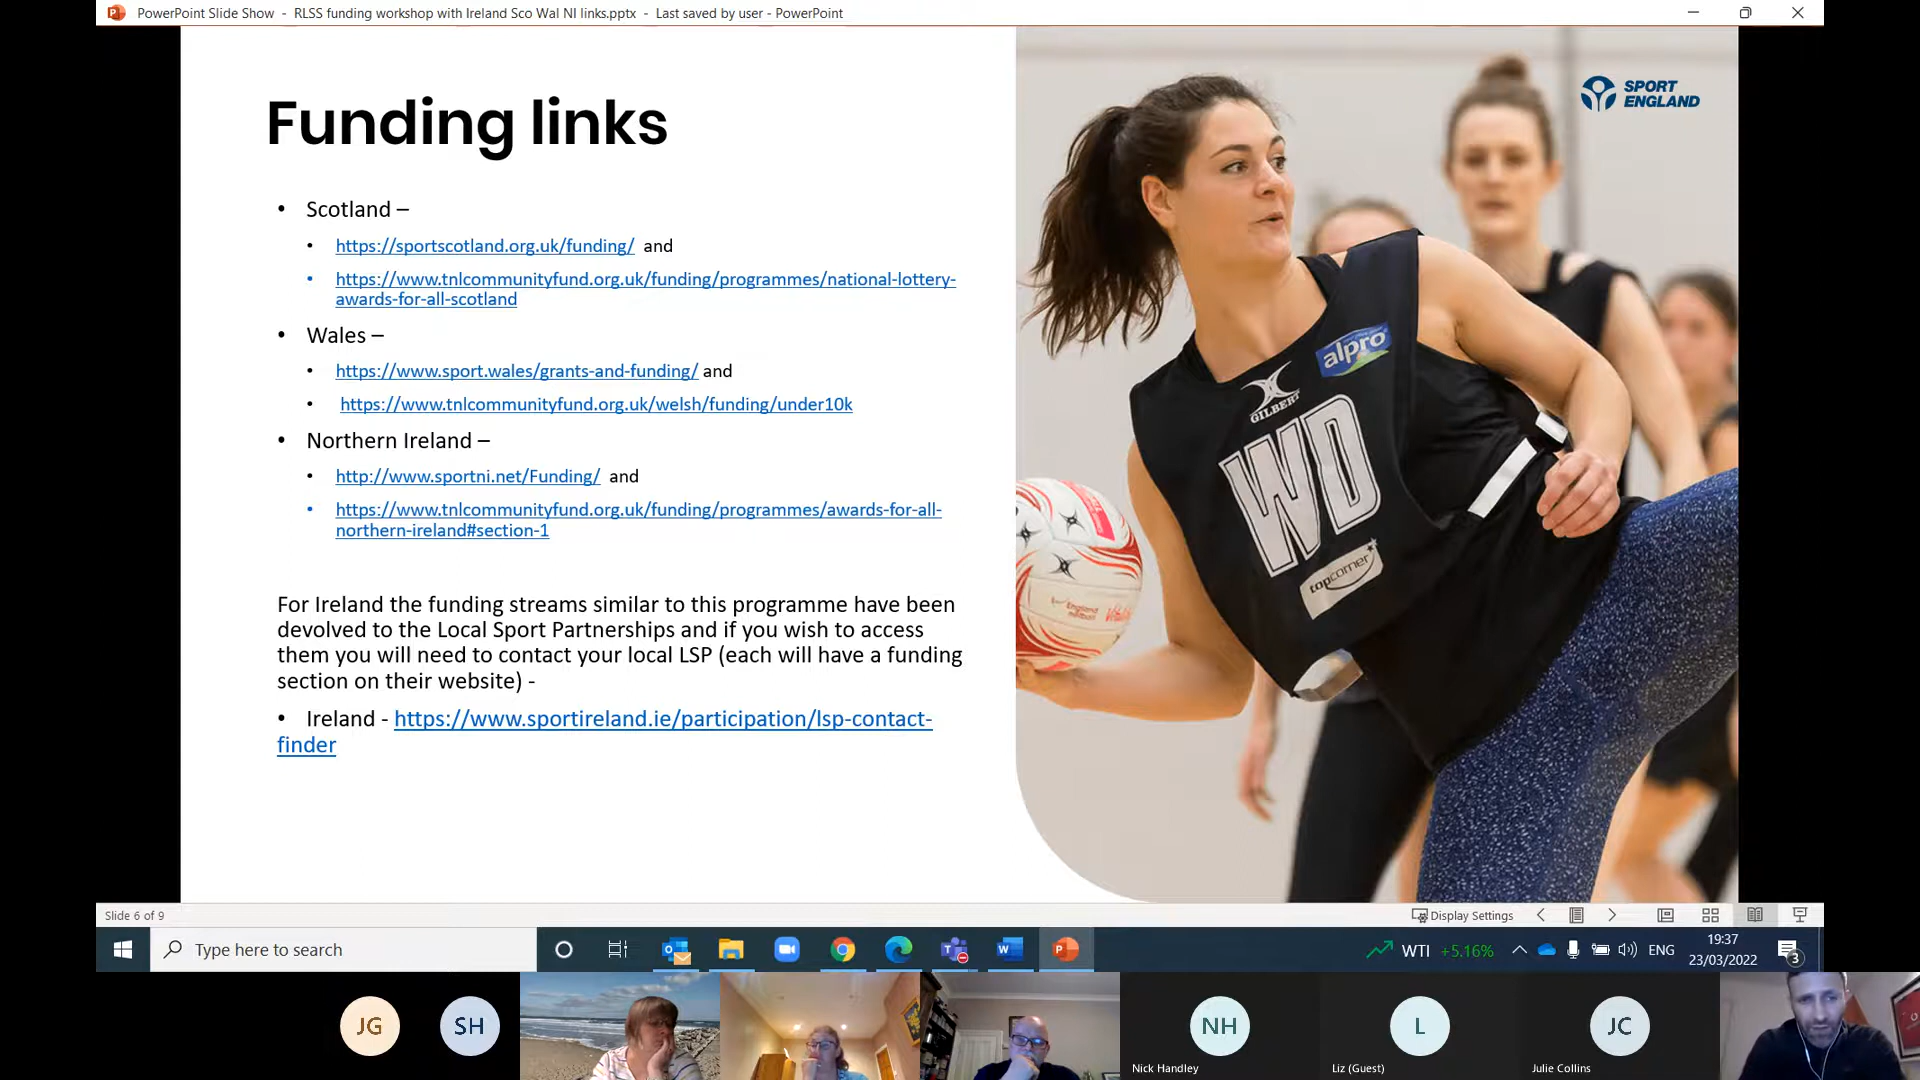 PowerPoint Slide Show - RLSS funding workshop with Ireland Sco Wal NI links.pptx - Last saved by user - PowerPoint
SPORT
ENGLAND
Funding links
• Scotland –
• https://sportscotland.org.uk/funding/ and
• https://www.tnlcommunityfund.org.uk/funding/programmes/national-lottery-
awards-for-all-scotland
• Wales –
• https://www.sport.wales/grants-and-funding/ and
• https://www.tnlcommunityfund.org.uk/welsh/funding/under10k
• Northern Ireland –
• http://www.sportni.net/Funding/ and
• https://www.tnlcommunityfund.org.uk/funding/programmes/awards-for-all-
northern-ireland#section-1
For Ireland the funding streams similar to this programme have been
devolved to the Local Sport Partnerships and if you wish to access
them you will need to contact your local LSP (each will have a funding
section on their website) -
• Ireland - https://www.sportireland.ie/participation/lsp-contact-
finder
alpro
GILBERT
WD
topcorner
England
Slide 6 of 9
Display Settings
Type here to search
WTI +5.16%
ENG
19:37
23/03/2022
3
JG
SH
NH
Nick Handley
L
Liz (Guest)
JC
Julie Collins